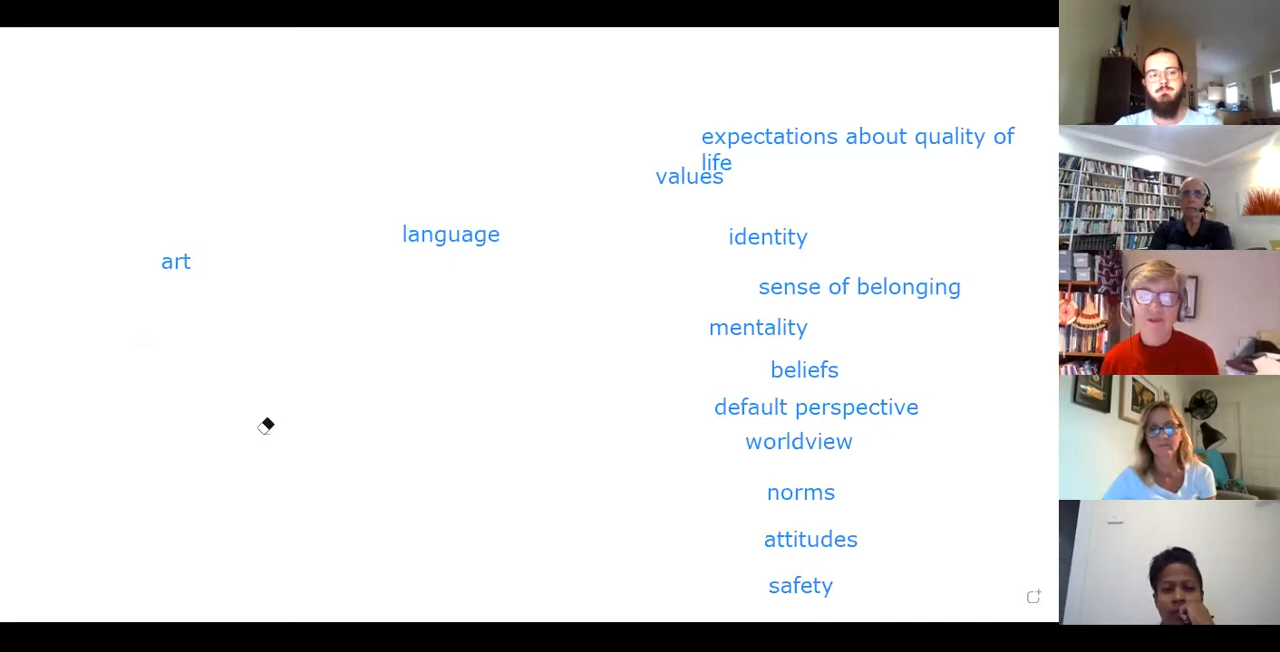 expectations about quality of
life
values
language
identity
art
sense of belonging
mentality
beliefs
default perspective
worldview
norms
attitudes
safety